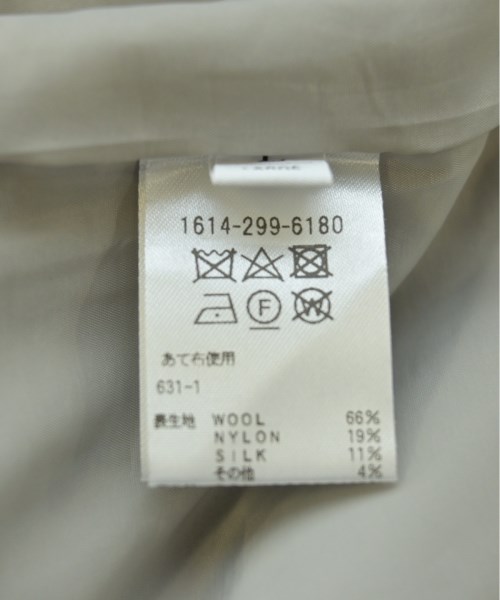 1614-299-6180
F
W
あて布使用
631-1
表生地 WOOL 66%
NYLON 19%
SILK 11%
その他 4%